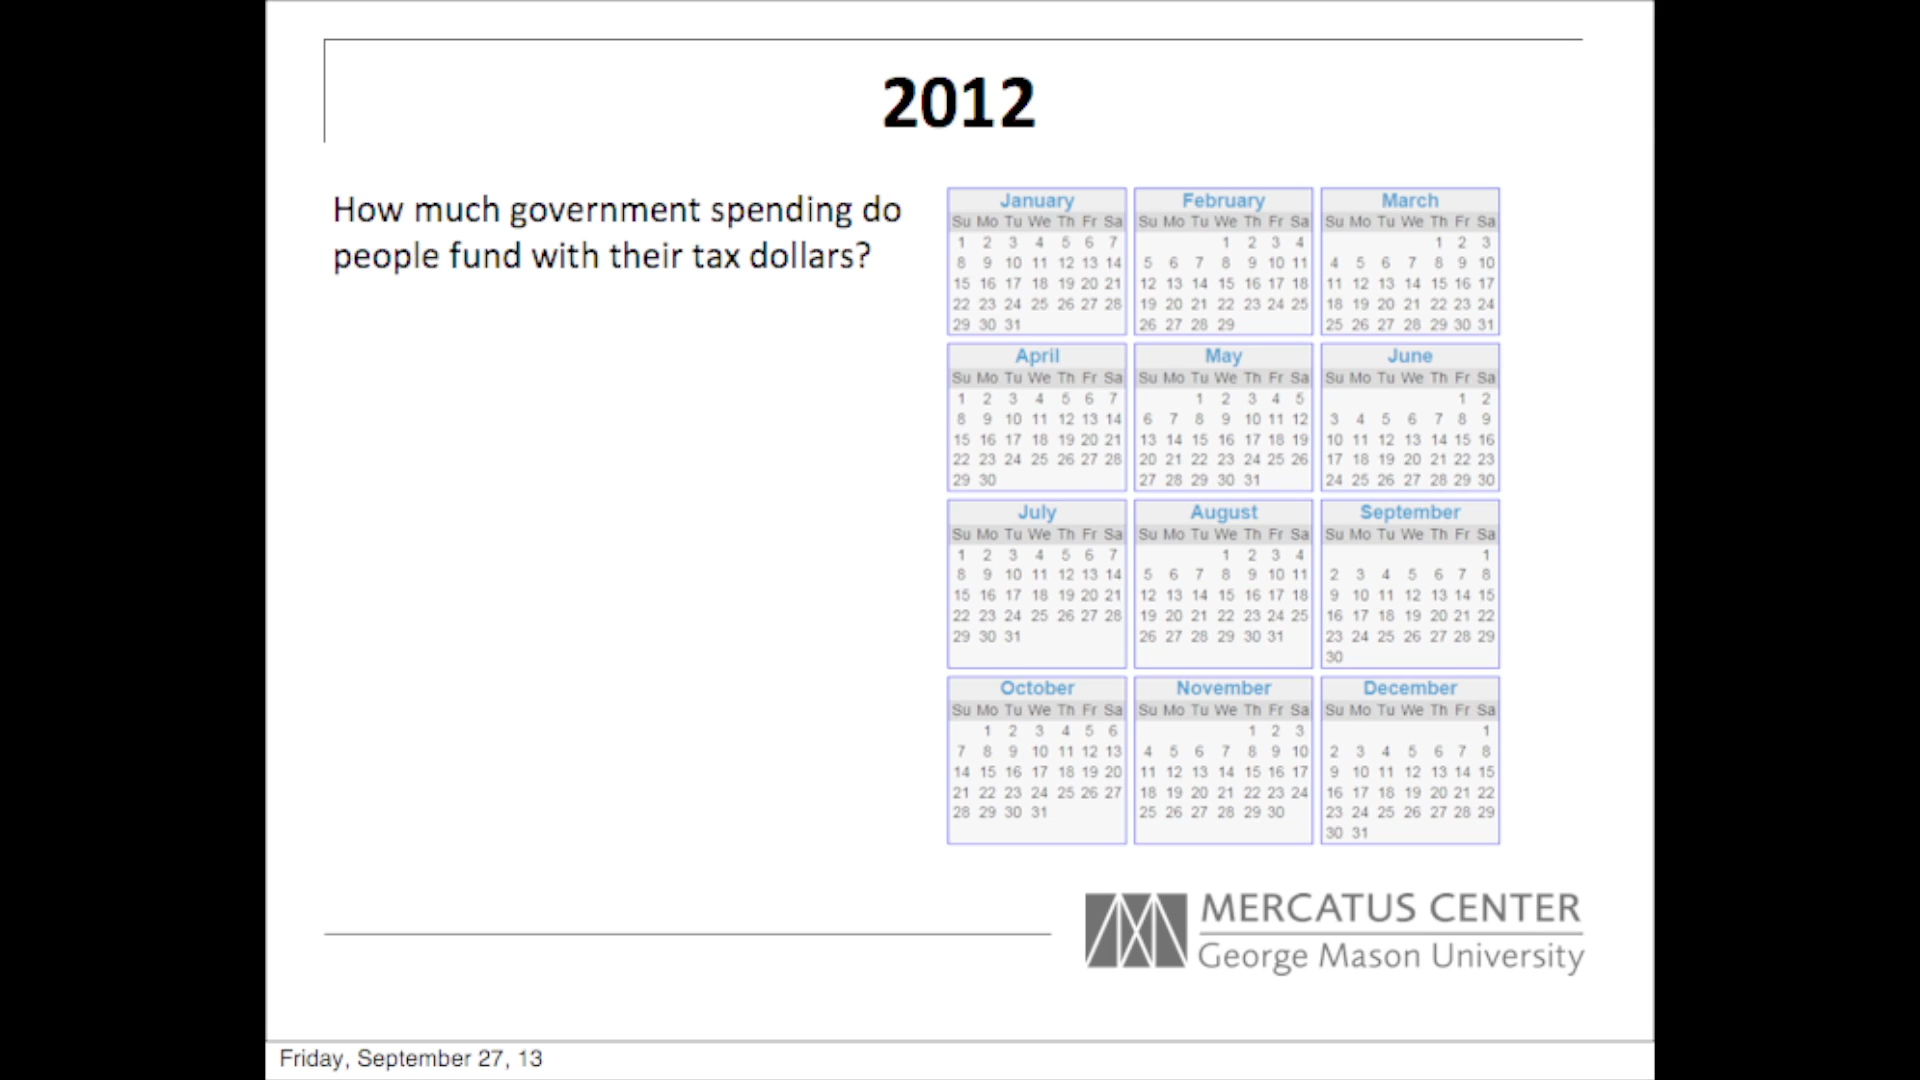 2012
How much government spending do
people fund with their tax dollars?
January
Su Mo Tu We Th Fr Sa
1 2 3 4 5 6 7
8 9 10 11 12 13 14
15 16 17 18 19 20 21
22 23 24 25 26 27 28
29 30 31
February
Su Mo Tu We Th Fr Sa
1 2 3 4
5 6 7 8 9 10 11
12 13 14 15 16 17 18
19 20 21 22 23 24 25
26 27 28 29
March
Su Mo Tu We Th Fr Sa
1 2 3
4 5 6 7 8 9 10
11 12 13 14 15 16 17
18 19 20 21 22 23 24
25 26 27 28 29 30 31
April
Su Mo Tu We Th Fr Sa
1 2 3 4 5 6 7
8 9 10 11 12 13 14
15 16 17 18 19 20 21
22 23 24 25 26 27 28
29 30
May
Su Mo Tu We Th Fr Sa
1 2 3 4 5
6 7 8 9 10 11 12
13 14 15 16 17 18 19
20 21 22 23 24 25 26
27 28 29 30 31
June
Su Mo Tu We Th Fr Sa
1 2
3 4 5 6 7 8 9
10 11 12 13 14 15 16
17 18 19 20 21 22 23
24 25 26 27 28 29 30
July
Su Mo Tu We Th Fr Sa
1 2 3 4 5 6 7
8 9 10 11 12 13 14
15 16 17 18 19 20 21
22 23 24 25 26 27 28
29 30 31
August
Su Mo Tu We Th Fr Sa
1 2 3 4
5 6 7 8 9 10 11
12 13 14 15 16 17 18
19 20 21 22 23 24 25
26 27 28 29 30 31
September
Su Mo Tu We Th Fr Sa
1
2 3 4 5 6 7 8
9 10 11 12 13 14 15
16 17 18 19 20 21 22
23 24 25 26 27 28 29
30
October
Su Mo Tu We Th Fr Sa
1 2 3 4 5 6
7 8 9 10 11 12 13
14 15 16 17 18 19 20
21 22 23 24 25 26 27
28 29 30 31
November
Su Mo Tu We Th Fr Sa
1 2 3
4 5 6 7 8 9 10
11 12 13 14 15 16 17
18 19 20 21 22 23 24
25 26 27 28 29 30
December
Su Mo Tu We Th Fr Sa
1
2 3 4 5 6 7 8
9 10 11 12 13 14 15
16 17 18 19 20 21 22
23 24 25 26 27 28 29
30 31
MERCATUS CENTER
George Mason University
Friday, September 27, 13